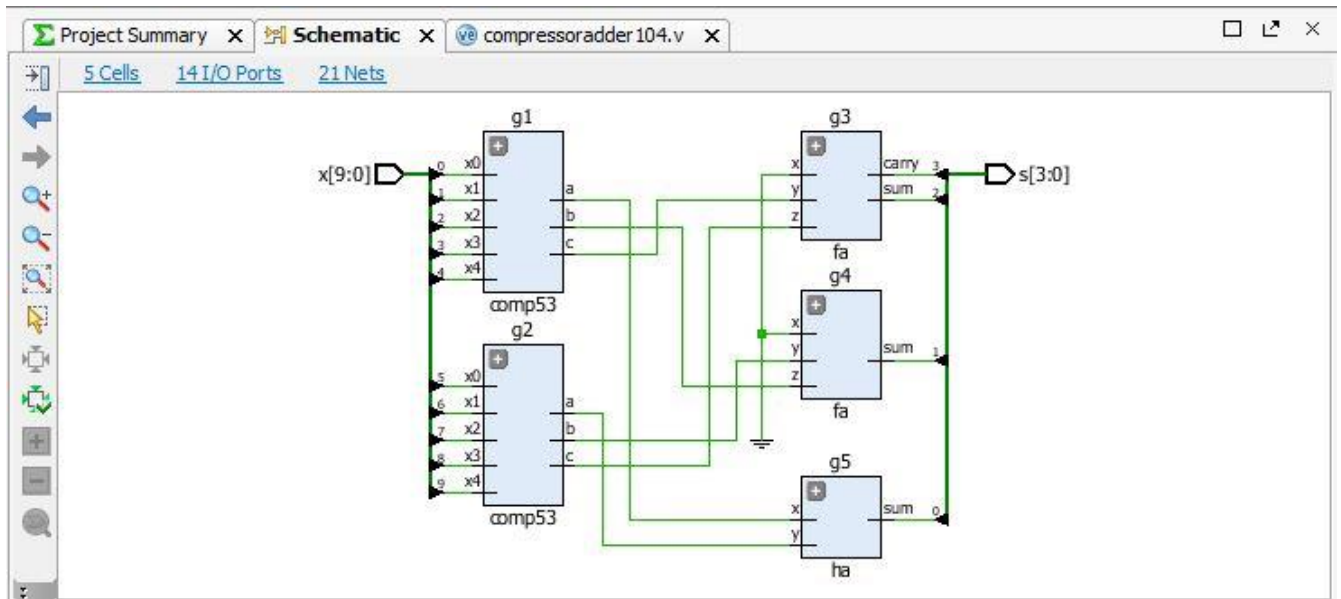 Project Summary X Schematic X compressoradder104.v X
5 Cells 14 I/O Ports 21 Nets
g1 g3
x[9:0] 0 x0 x carry 3 s[3:0]
1 x1 a y sum 2
2 x2 b z
3 x3 c fa
4 x4 g4
comp53
g2 x
5 x0 y sum 1
6 x1 a z
7 x2 b fa
8 x3 c g5
9 x4 x sum 0
comp53 y
ha